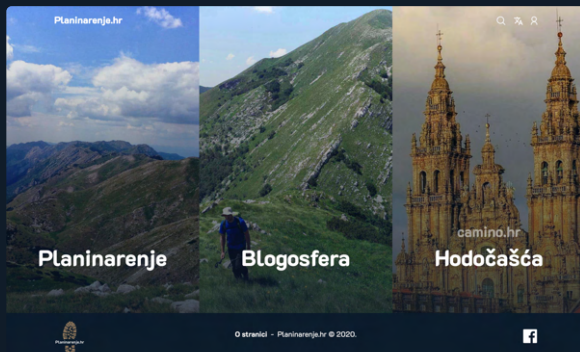 Planinarenje.hr
camino.hr
Planinarenje
Blogosfera
Hodočašća
Planinarenje.hr
O stranici - Planinarenje.hr © 2020.